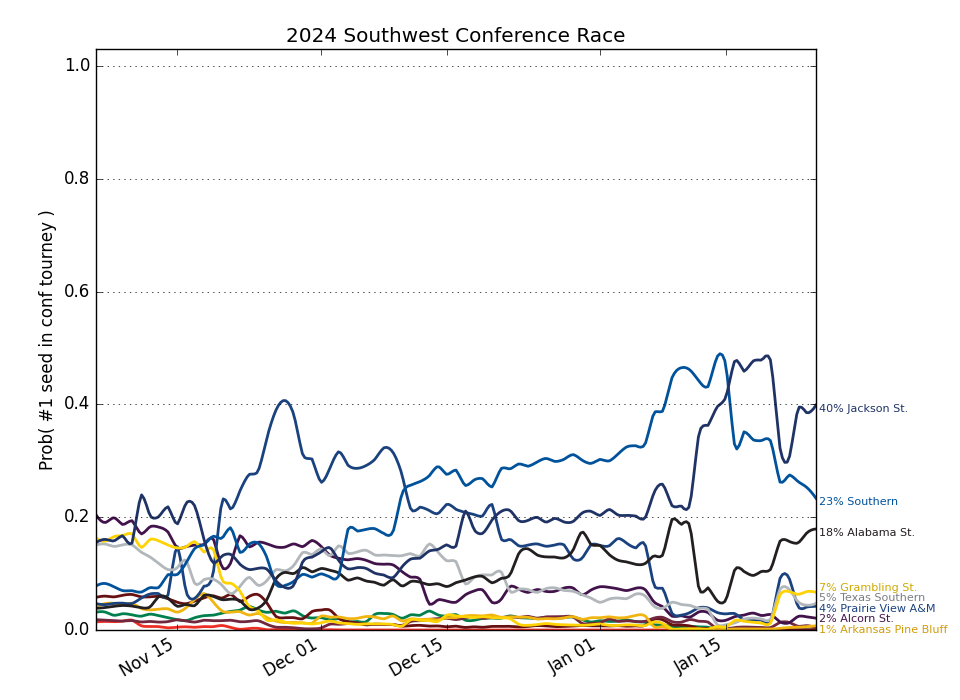 2024 Southwest Conference Race
Prob( #1 seed in conf tourney )
1.0
0.8
0.6
0.4
0.2
0.0
Nov 15
Dec 01
Dec 15
Jan 01
Jan 15
40% Jackson St.
23% Southern
18% Alabama St.
7% Grambling St.
5% Texas Southern
4% Prairie View A&M
2% Alcorn St.
1% Arkansas Pine Bluff